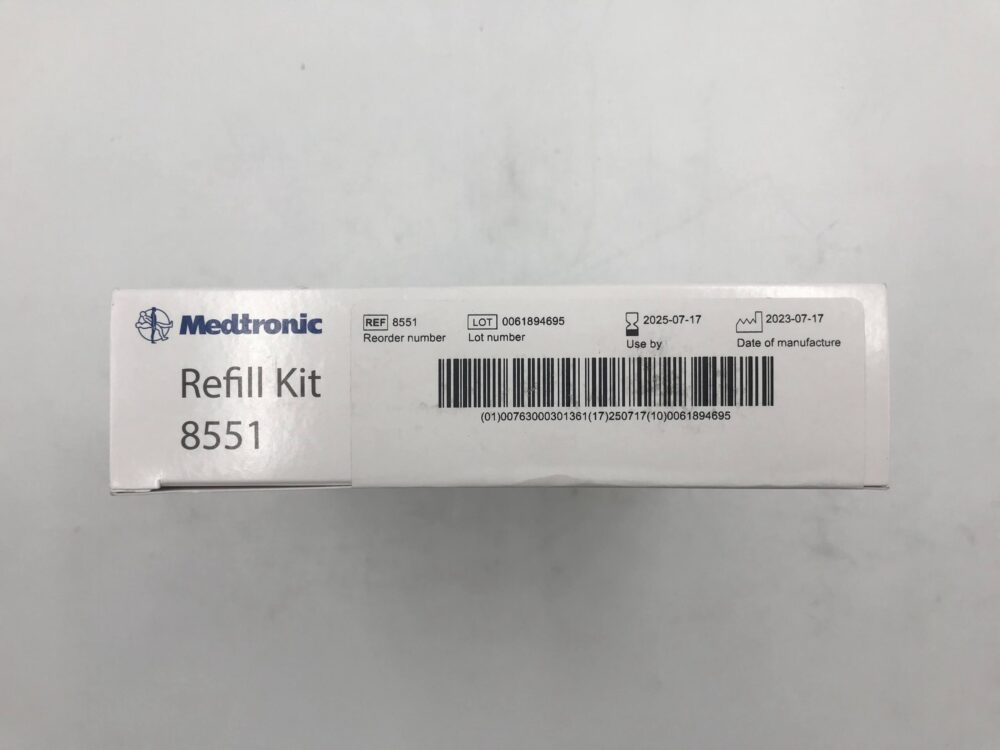 Medtronic
Refill Kit
8551
REF 8551
Reorder number
LOT 0061894695
Lot number
2025-07-17
Use by
2023-07-17
Date of manufacture
(01)00763000301361(17)250717(10)0061894695